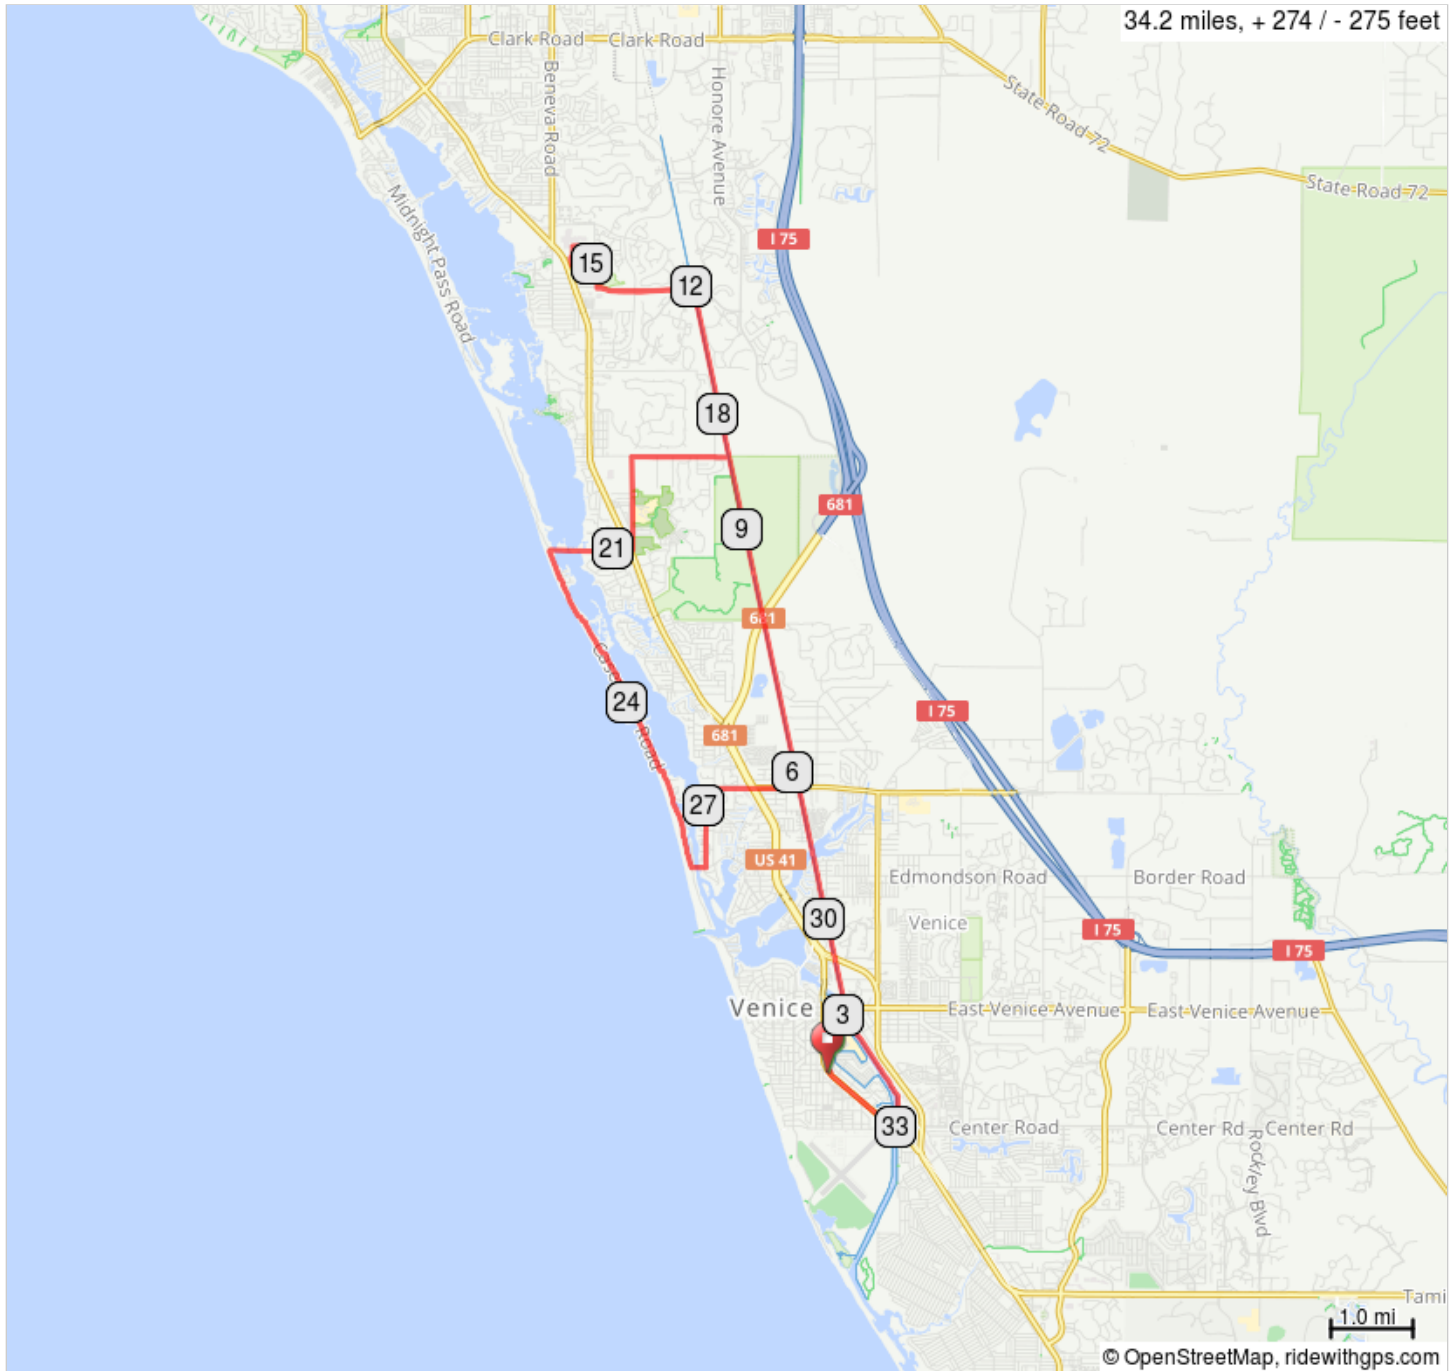 34.2 miles, + 274 / - 275 feet
Clark Road
Clark Road
Beneva Road
Honore Avenue
State Road 72
State Road 72
Midnight Pass Road
I 75
15
12
18
681
9
21
681
Road
24
I 75
681
6
27
US 41
Edmondson Road
Border Road
30
Venice
I 75
I 75
Venice
3
East Venice Avenue
East Venice Avenue
33
Center Road
Center Rd
Center Rd
Rockley Blvd
Tami
1.0 mi
© OpenStreetMap, ridewithgps.com